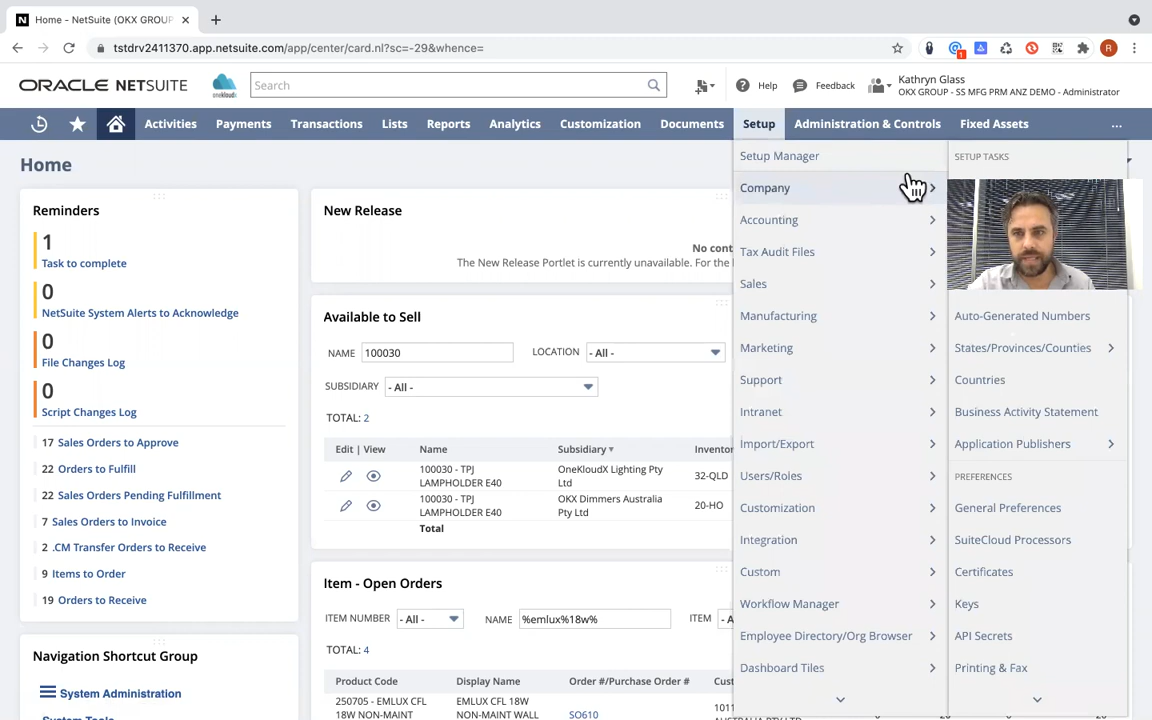 N Home - NetSuite (OKX GROUP
tstdrv2411370.app.netsuite.com/app/center/card.nl?sc=-29&whence=
1
R
ORACLE NETSUITE
onekloudx
Search
Help
Feedback
Kathryn Glass
OKX GROUP - SS MFG PRM ANZ DEMO - Administrator
Activities Payments Transactions Lists Reports Analytics Customization Documents Setup Administration & Controls Fixed Assets ...
Home
Reminders
1
Task to complete
0
NetSuite System Alerts to Acknowledge
0
File Changes Log
0
Script Changes Log
17 Sales Orders to Approve
22 Orders to Fulfill
22 Sales Orders Pending Fulfillment
7 Sales Orders to Invoice
2 .CM Transfer Orders to Receive
9 Items to Order
19 Orders to Receive
Navigation Shortcut Group
System Administration
System Tools
New Release
No cont
The New Release Portlet is currently unavailable. For the
Available to Sell
NAME 100030 LOCATION - All -
SUBSIDIARY - All -
TOTAL: 2
Edit | View Name Subsidiary Inventor
100030 - TPJ LAMPHOLDER E40 OneKloudX Lighting Pty Ltd 32-QLD
100030 - TPJ LAMPHOLDER E40 OKX Dimmers Australia Pty Ltd 20-HO
Total
Item - Open Orders
ITEM NUMBER - All - NAME %emlux%18w% ITEM - A
TOTAL: 4
Product Code Display Name Order #/Purchase Order # Cust
250705 - EMLUX CFL 18W NON-MAINT EMLUX CFL 18W NON-MAINT WALL SO610 1011
Setup Manager
Company
Accounting
Tax Audit Files
Sales
Manufacturing
Marketing
Support
Intranet
Import/Export
Users/Roles
Customization
Integration
Custom
Workflow Manager
Employee Directory/Org Browser
Dashboard Tiles
SETUP TASKS
Auto-Generated Numbers
States/Provinces/Counties
Countries
Business Activity Statement
Application Publishers
PREFERENCES
General Preferences
SuiteCloud Processors
Certificates
Keys
API Secrets
Printing & Fax